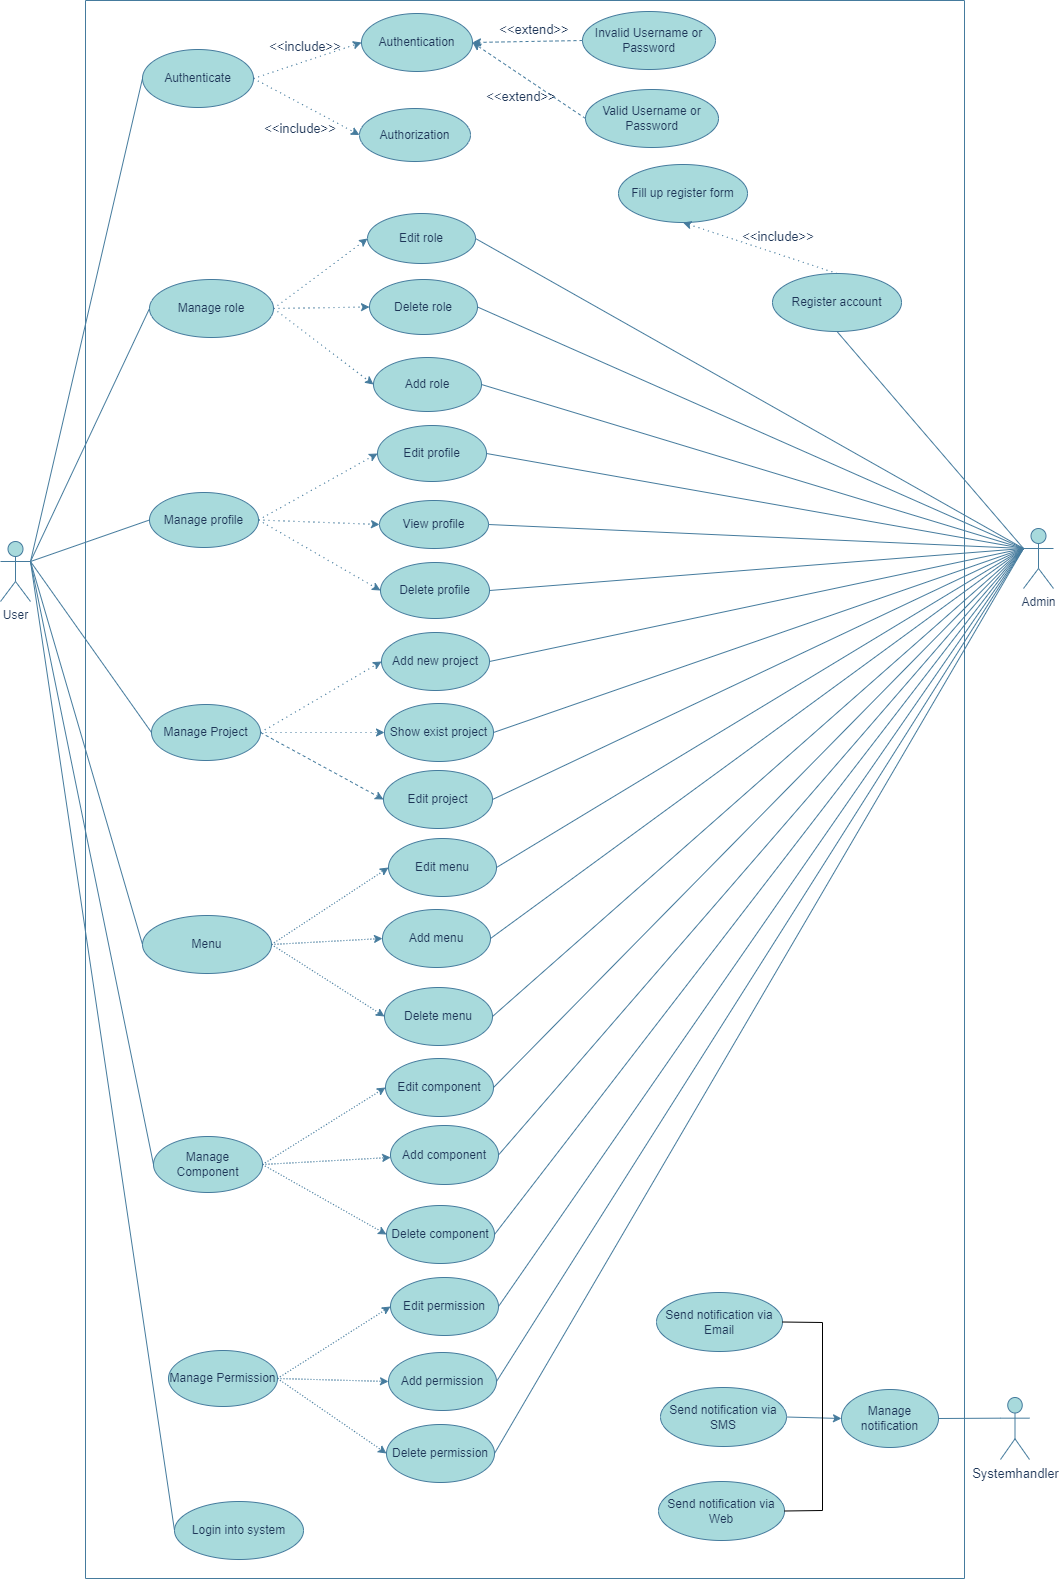 <<extend>>
Invalid Username or
Password
Authentication
<<include>>
Authenticate
<<extend>>
Valid Username or
Password
<<include>>
Authorization
Fill up register form
<<include>>
Edit role
Register account
Manage role
Delete role
Add role
Edit profile
Manage profile
View profile
Delete profile
User
Admin
Add new project
Manage Project
Show exist project
Edit project
Edit menu
Menu
Add menu
Delete menu
Edit component
Manage
Component
Add component
Delete component
Edit permission
Manage Permission
Add permission
Delete permission
Send notification via
Email
Send notification via
SMS
Manage
notification
Systemhandler
Send notification via
Web
Login into system